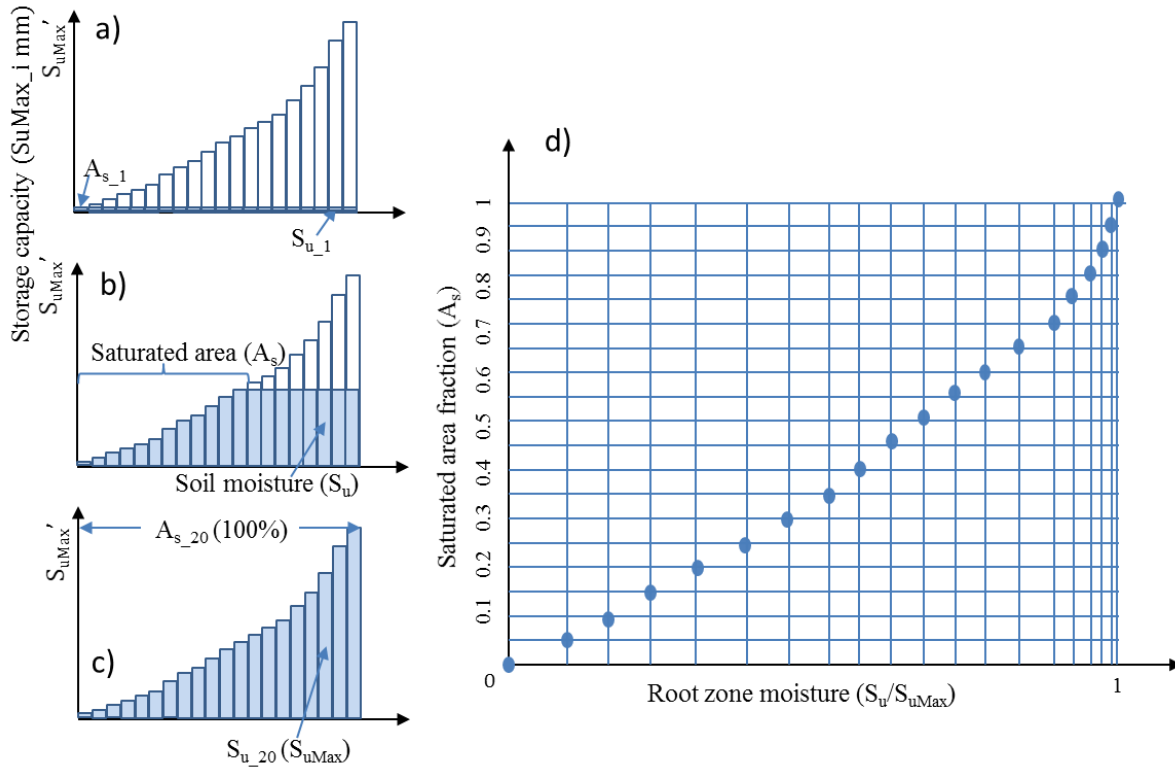 Storage capacity (SuMax_i mm)
a)
SuMax′
As_1
Su_1
b)
SuMax′
Saturated area (As)
Soil moisture (Su)
SuMax′
As_20 (100%)
c)
Su_20 (SuMax)
d)
Saturated area fraction (As)
1
0.9
0.8
0.7
0.6
0.5
0.4
0.3
0.2
0.1
0
1
Root zone moisture (Su/SuMax)